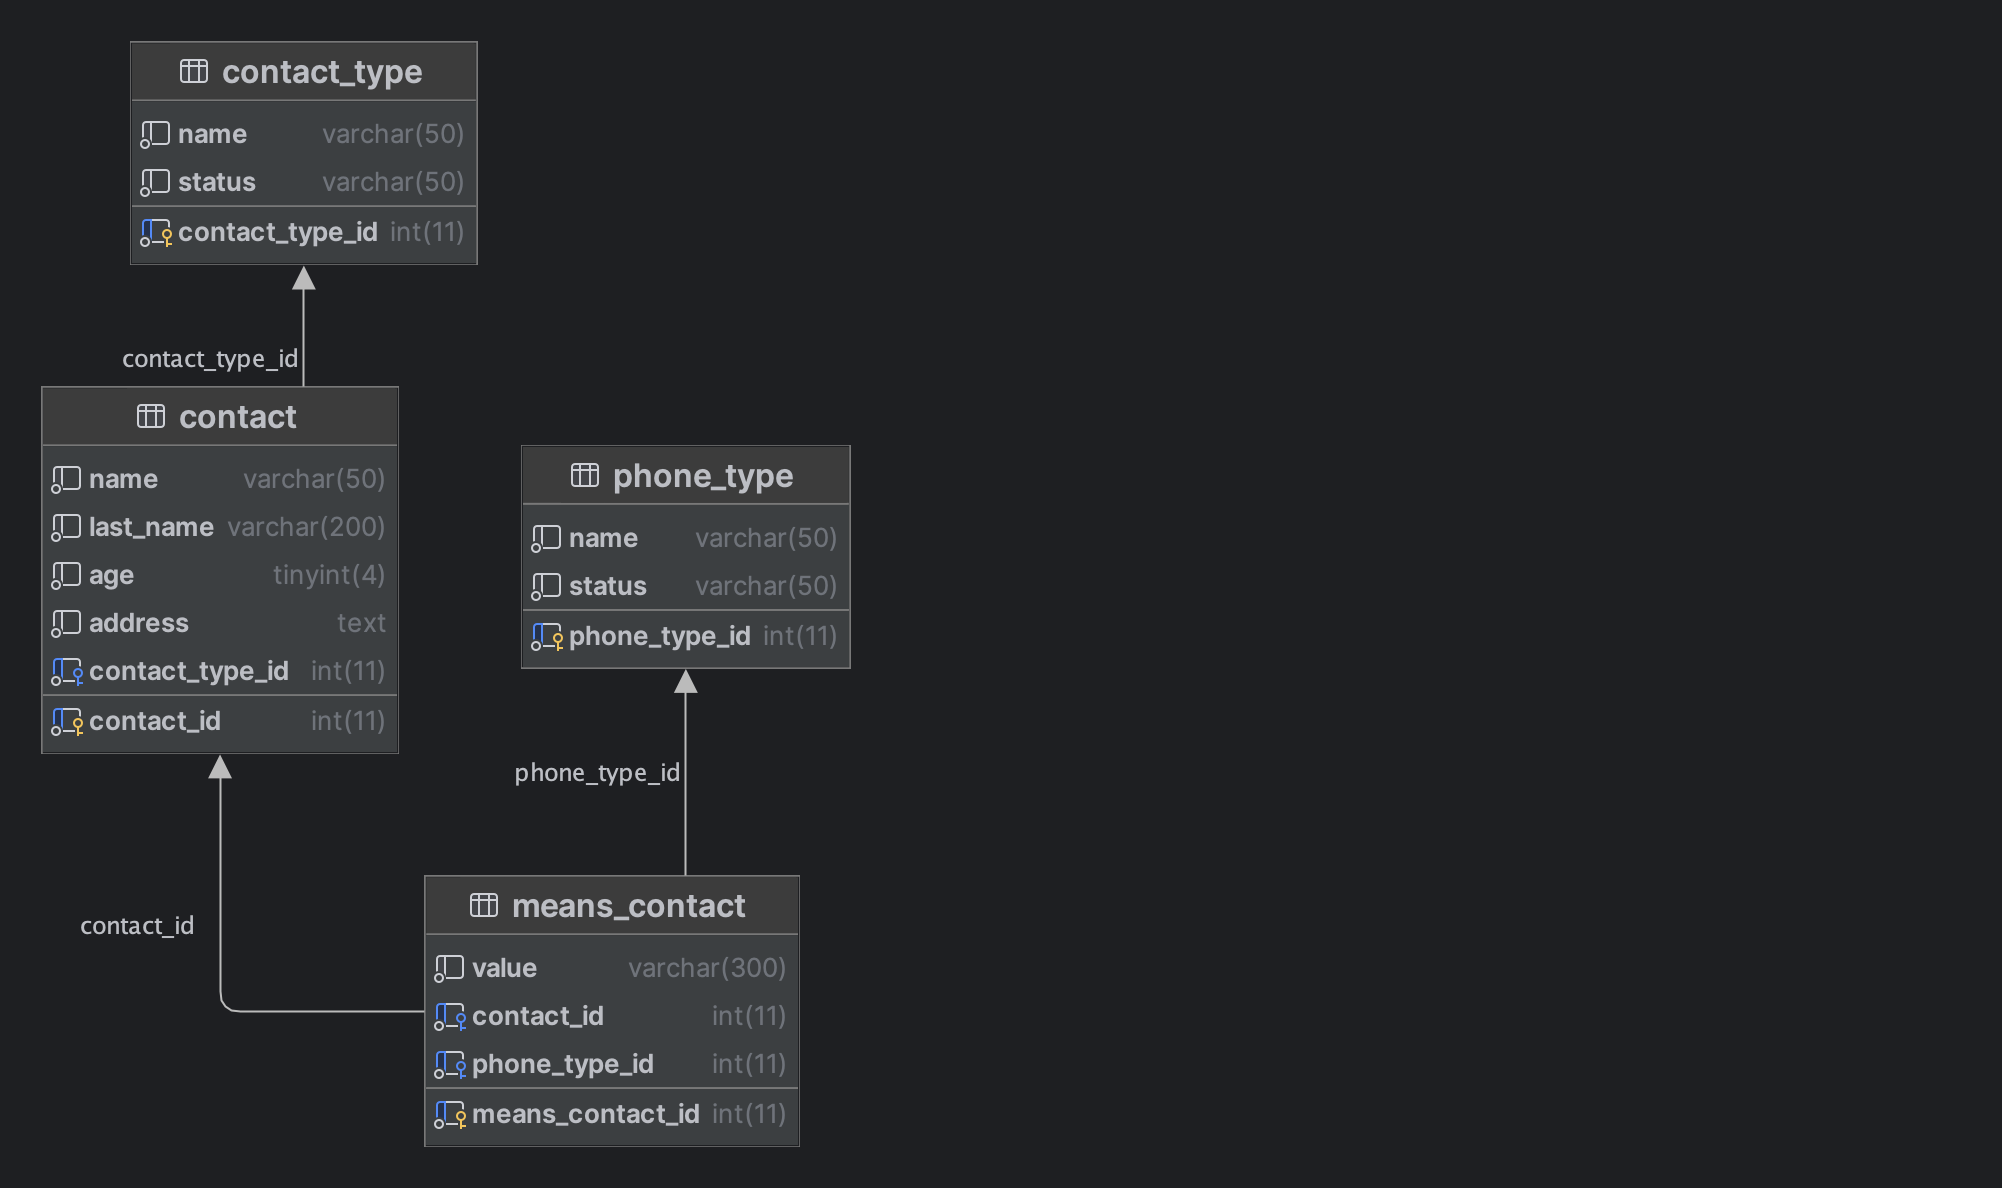 contact_type
name varchar(50)
status varchar(50)
contact_type_id int(11)
contact_type_id
contact
name varchar(50)
last_name varchar(200)
age tinyint(4)
address text
contact_type_id int(11)
contact_id int(11)
phone_type
name varchar(50)
status varchar(50)
phone_type_id int(11)
phone_type_id
contact_id
means_contact
value varchar(300)
contact_id int(11)
phone_type_id int(11)
means_contact_id int(11)